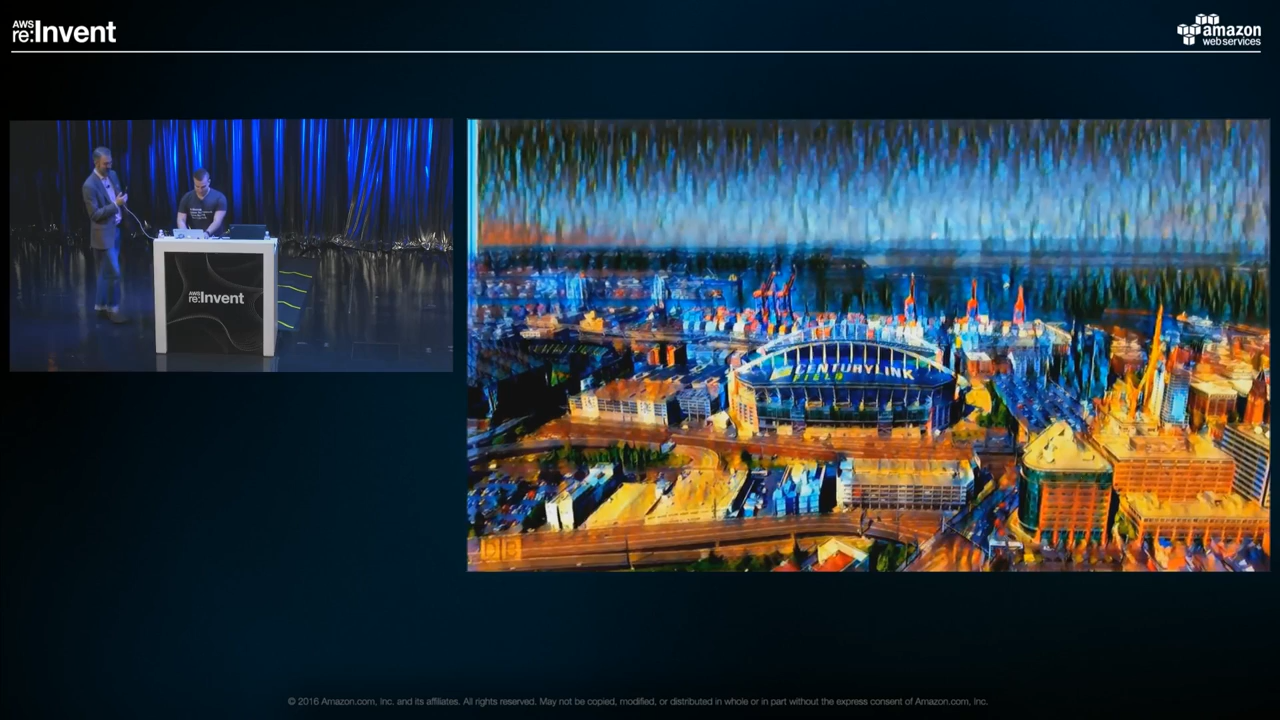 AWS
re:Invent
amazon
web services
AWS
re:Invent
CENTURYLINK
FIELD
© 2016 Amazon.com, Inc. and its affiliates. All rights reserved. May not be copied, modified, or distributed in whole or in part without the express consent of Amazon.com, Inc.